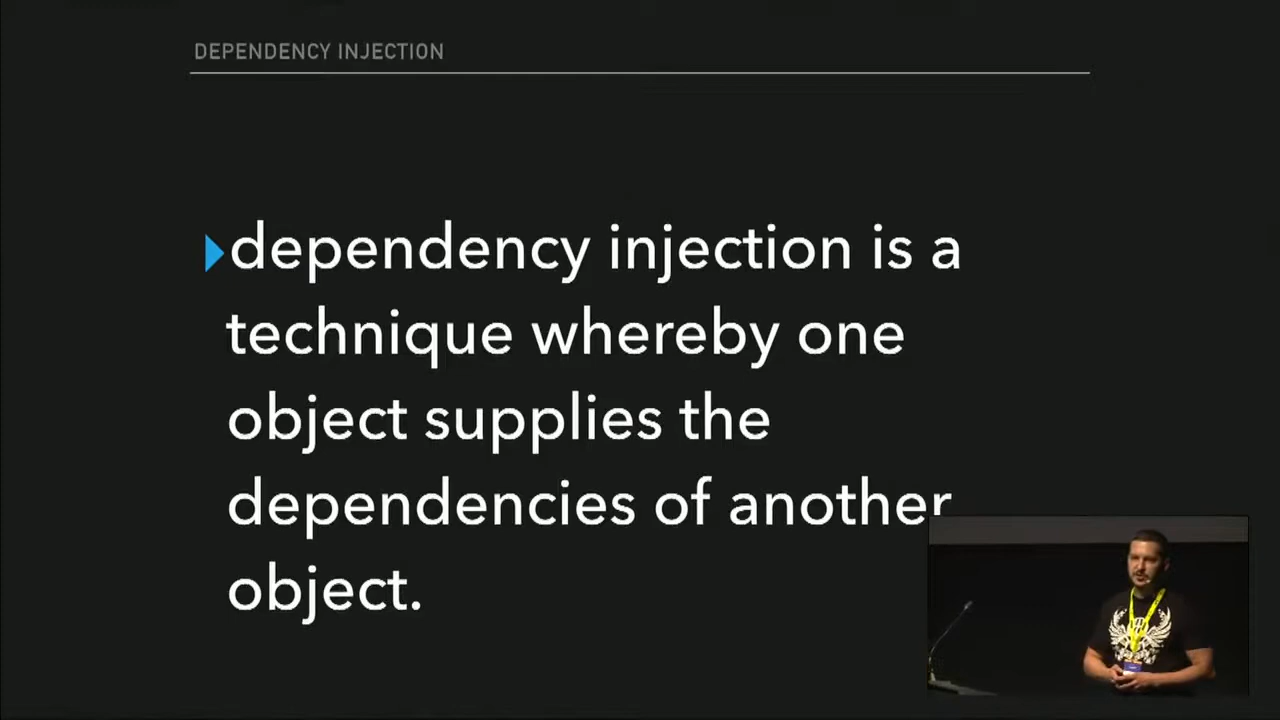 DEPENDENCY INJECTION
dependency injection is a
technique whereby one
object supplies the
dependencies of another
object.